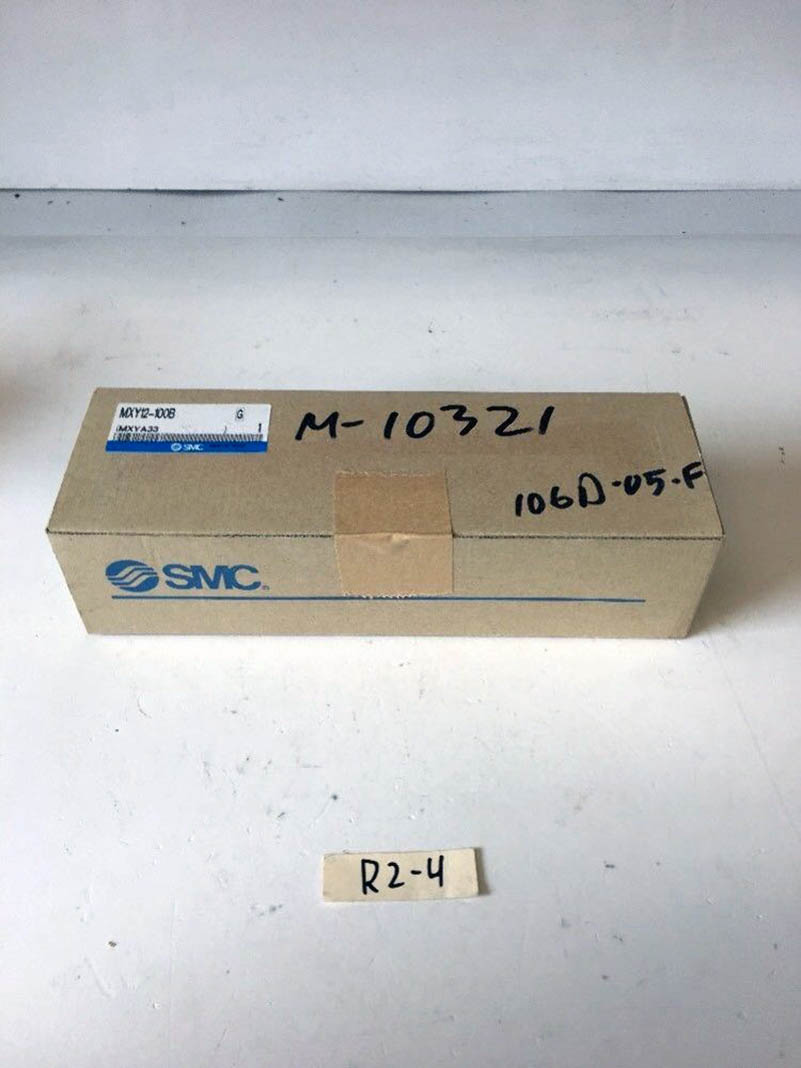 MXY12-100B G
MXYA33 1
SMC
M-10321
106D-05-F
SMC
R2-4